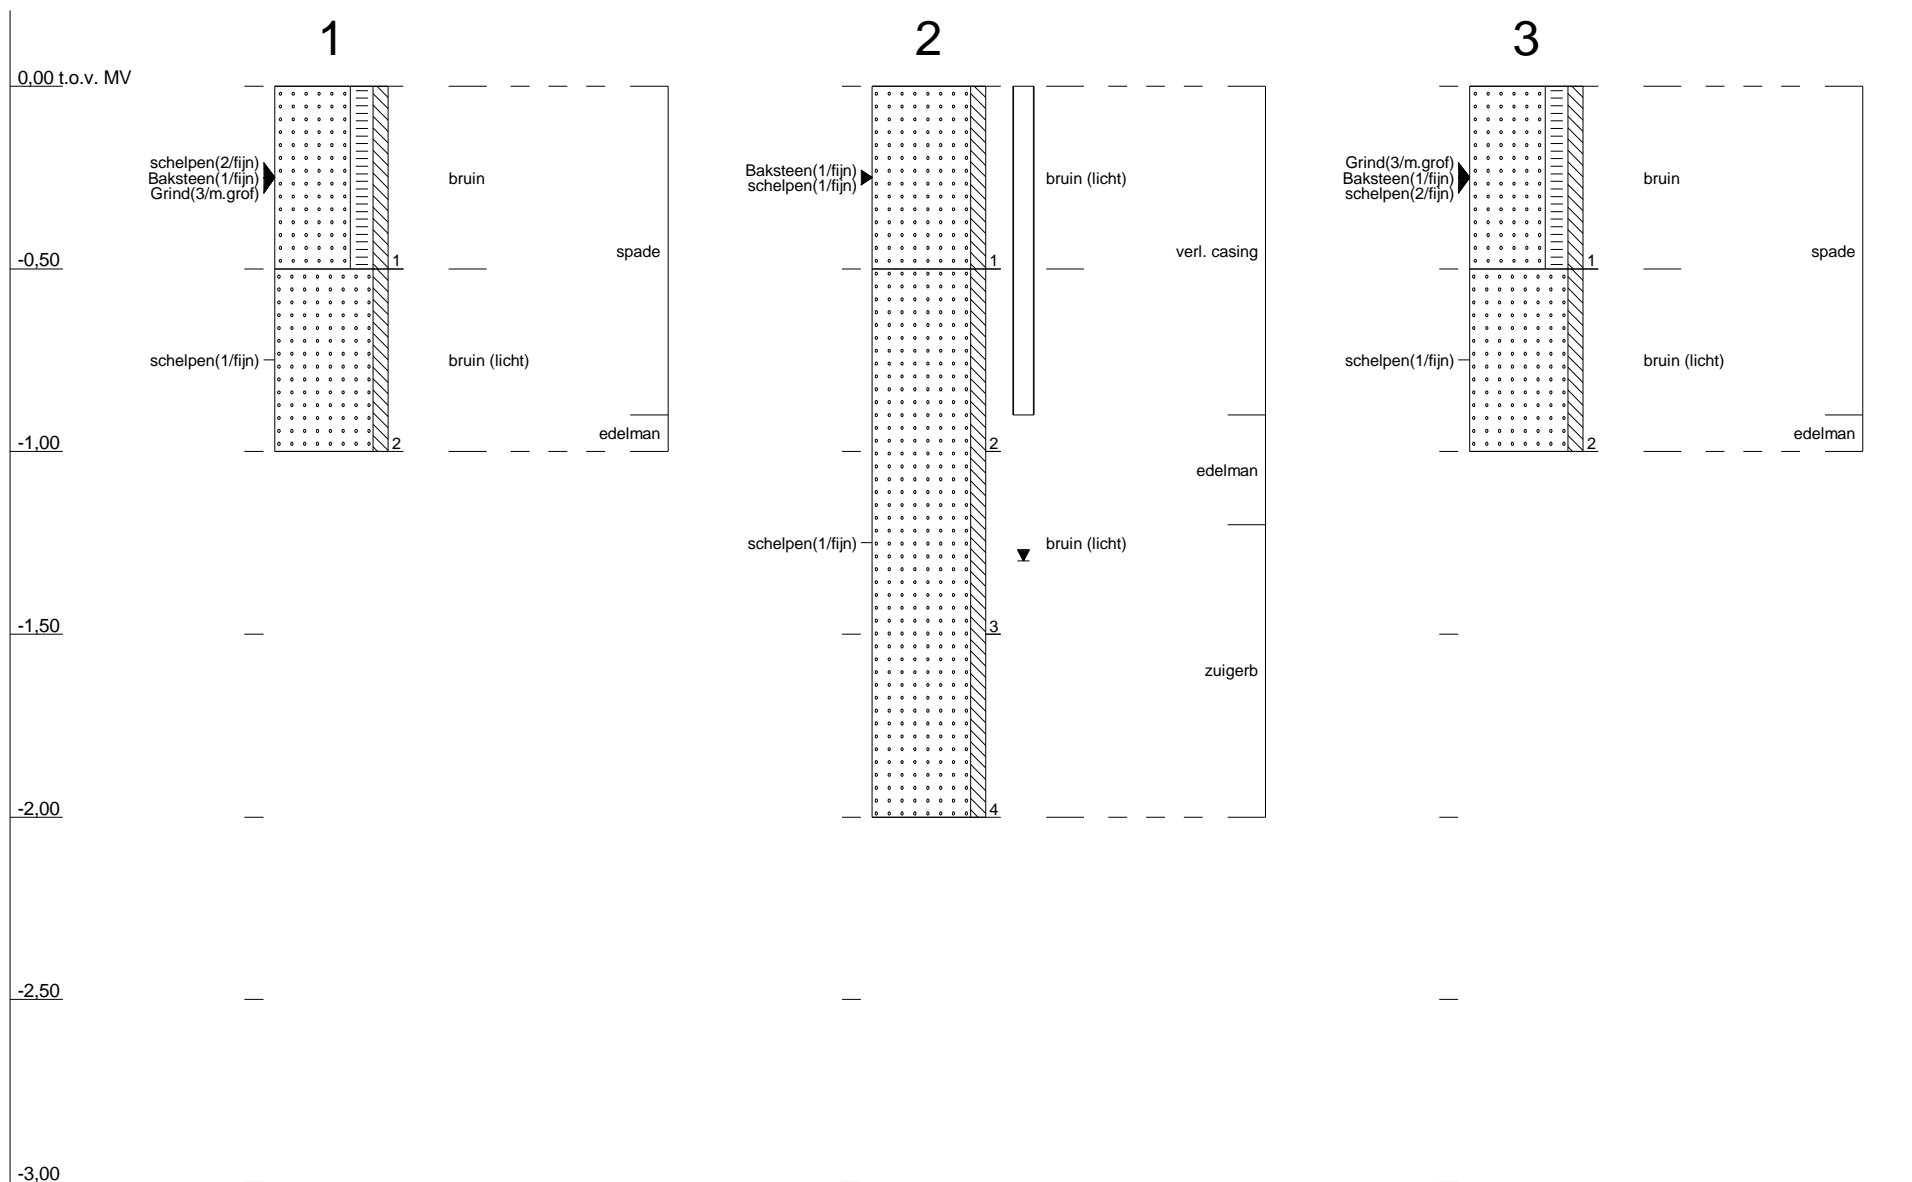 1
2
3
0,00 t.o.v. MV
schelpen(2/fijn)
Baksteen(1/fijn)
Grind(3/m.grof)
bruin
spade
-0,50
1
schelpen(1/fijn)
bruin (licht)
edelman
-1,00
2
Baksteen(1/fijn)
schelpen(1/fijn)
bruin (licht)
verl. casing
1
2
edelman
schelpen(1/fijn)
bruin (licht)
3
zuigerb
4
Grind(3/m.grof)
Baksteen(1/fijn)
schelpen(2/fijn)
bruin
spade
1
schelpen(1/fijn)
bruin (licht)
edelman
2
-1,50
-2,00
-2,50
-3,00